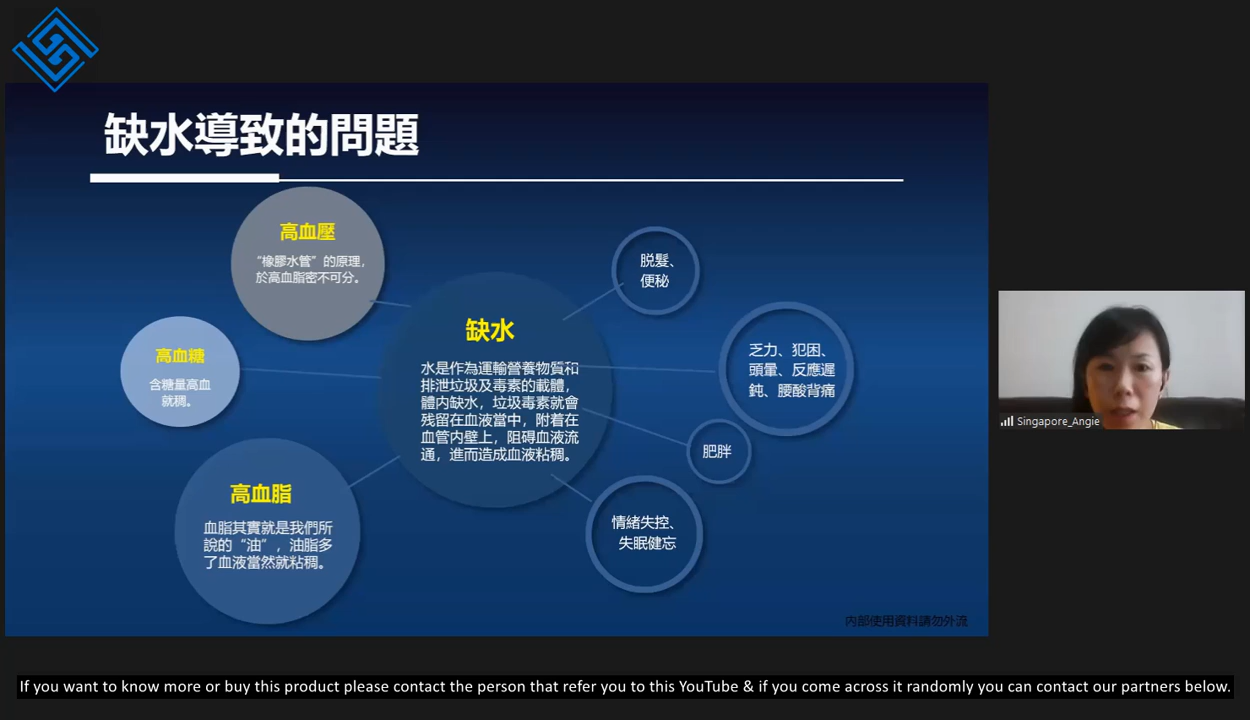 缺水導致的問題
高血壓
“橡膠水管”的原理，
於高血脂密不可分。
高血糖
含糖量高血
就稠。
高血脂
血脂其實就是我們所
說的“油”，油脂多
了血液當然就粘稠。
缺水
水是作為運輸營養物質和
排泄垃圾及毒素的載體，
體内缺水，垃圾毒素就會
残留在血液當中，附着在
血管内壁上，阻碍血液流
通，進而造成血液粘稠。
脱髮、
便秘
乏力、犯困、
頭暈、反應遲
鈍、腰酸背痛
肥胖
情緒失控、
失眠健忘
内部使用資料請勿外流
Singapore_Angie
If you want to know more or buy this product please contact the person that refer you to this YouTube & if you come across it randomly you can contact our partners below.